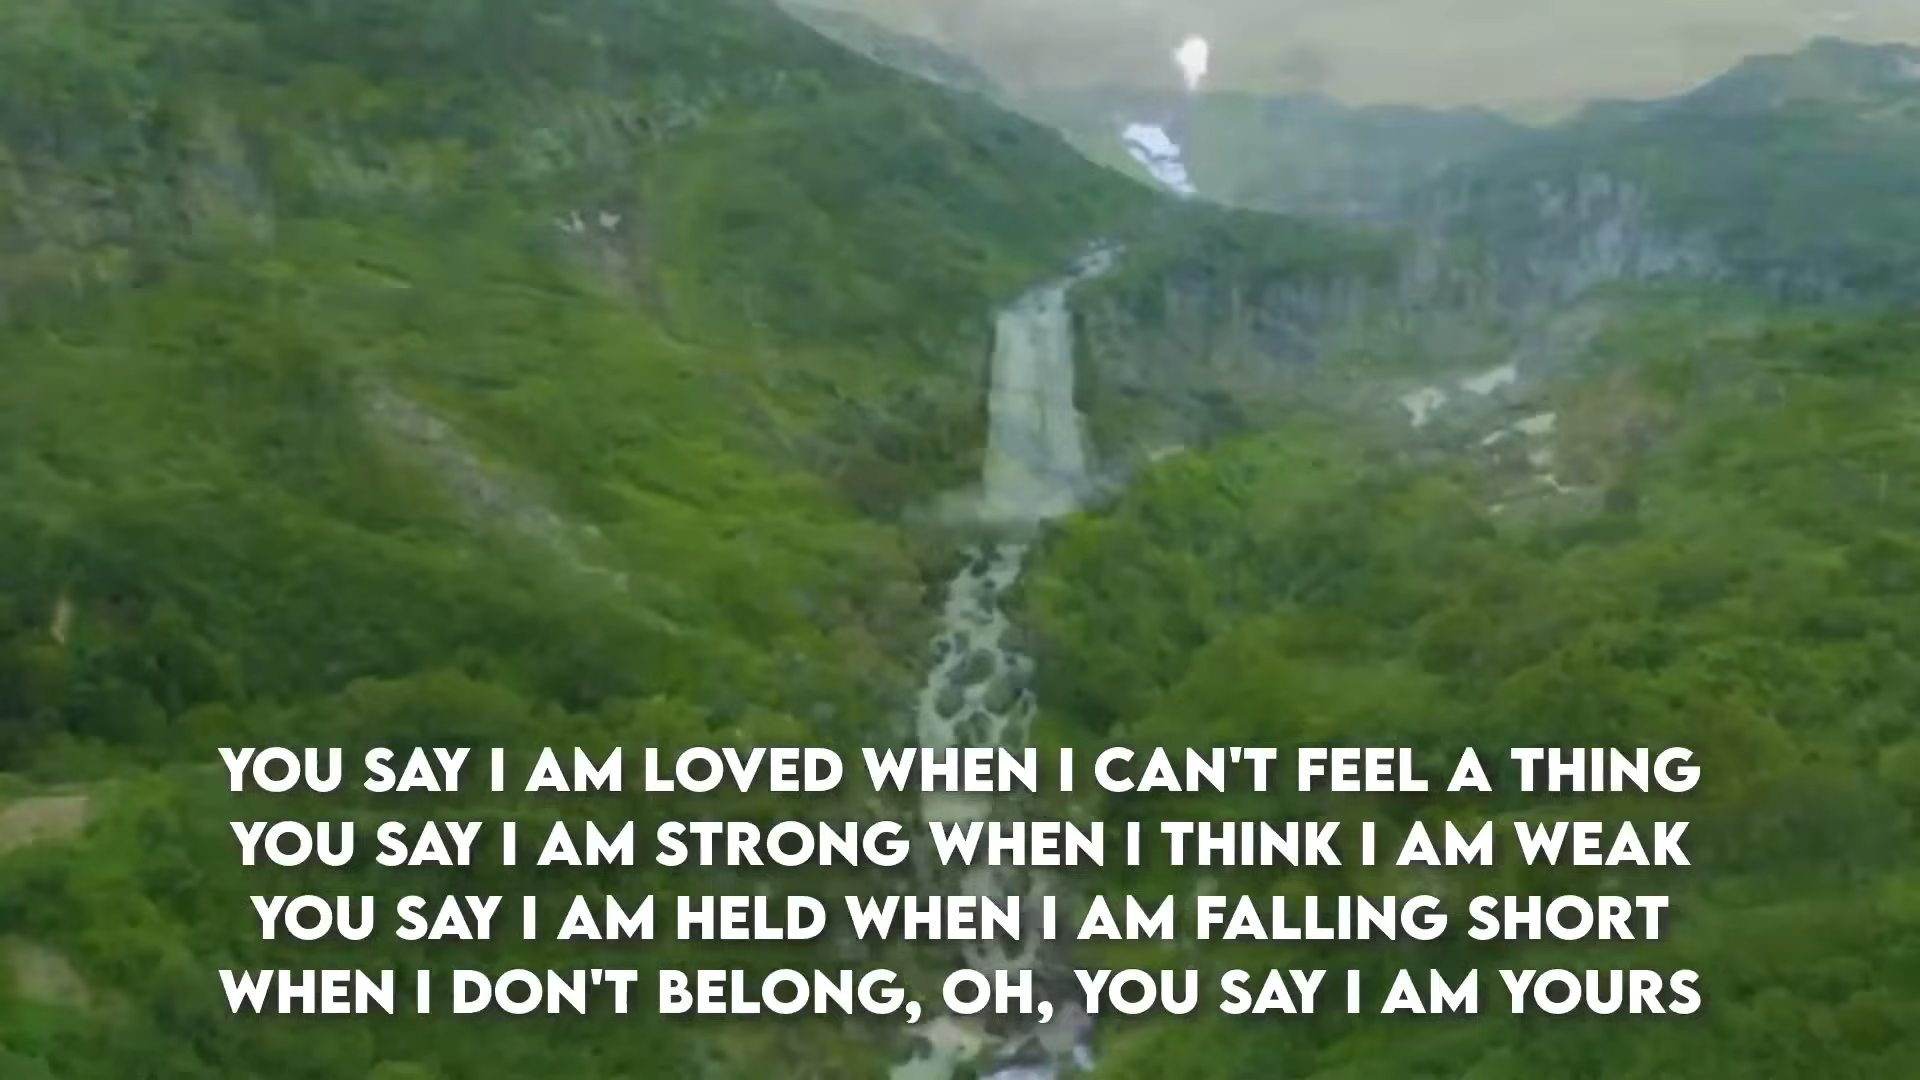 YOU SAY I AM LOVED WHEN I CAN'T FEEL A THING
YOU SAY I AM STRONG WHEN I THINK I AM WEAK
YOU SAY I AM HELD WHEN I AM FALLING SHORT
WHEN I DON'T BELONG, OH, YOU SAY I AM YOURS